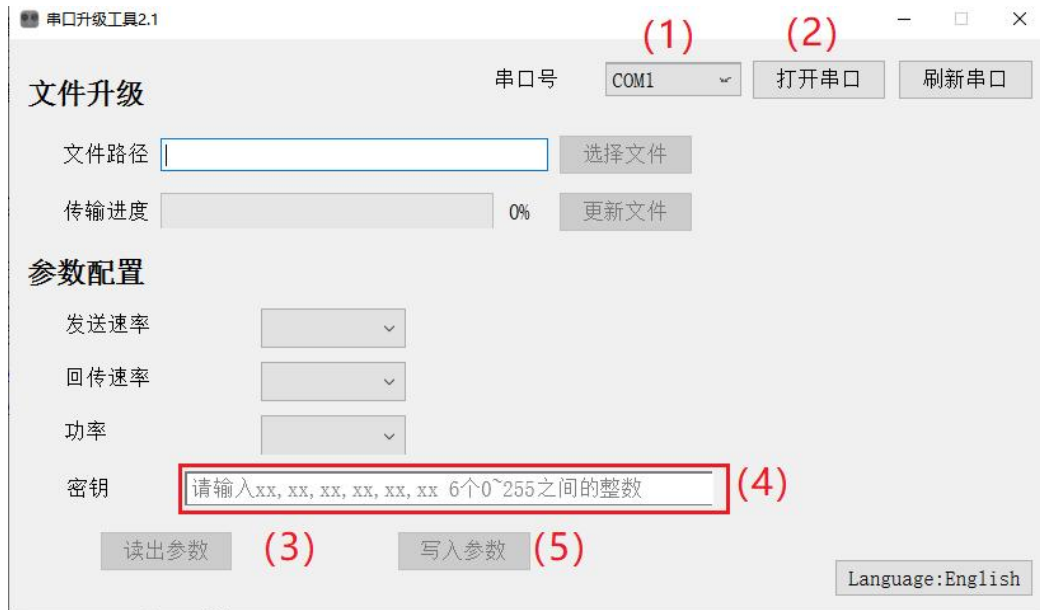 串口升级工具2.1
(1) (2)
文件升级 串口号 COM1 打开串口 刷新串口
文件路径 选择文件
传输进度 0% 更新文件
参数配置
发送速率
回传速率
功率
密钥 请输入xx,xx,xx,xx,xx,xx 6个0~255之间的整数 (4)
读出参数 (3) 写入参数 (5)
Language:English